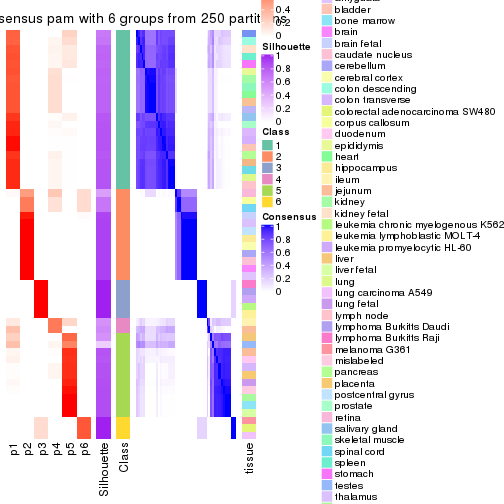 sensus pam with 6 groups from 250 partitions
0.4
0.2
0
Silhouette
1
0.8
0.6
0.4
0.2
0
Class
1
2
3
4
5
6
Consensus
1
0.8
0.6
0.4
0.2
0
p1
p2
p3
p4
p5
p6
Silhouette
Class
tissue
bladder
bone marrow
brain
brain fetal
caudate nucleus
cerebellum
cerebral cortex
colon descending
colon transverse
colorectal adenocarcinoma SW480
corpus callosum
duodenum
epididymis
heart
hippocampus
ileum
jejunum
kidney
kidney fetal
leukemia chronic myelogenous K562
leukemia lymphoblastic MOLT-4
leukemia promyelocytic HL-60
liver
liver fetal
lung
lung carcinoma A549
lung fetal
lymph node
lymphoma Burkitts Daudi
lymphoma Burkitts Raji
melanoma G361
mislabeled
pancreas
placenta
postcentral gyrus
prostate
retina
salivary gland
skeletal muscle
spinal cord
spleen
stomach
testes
thalamus